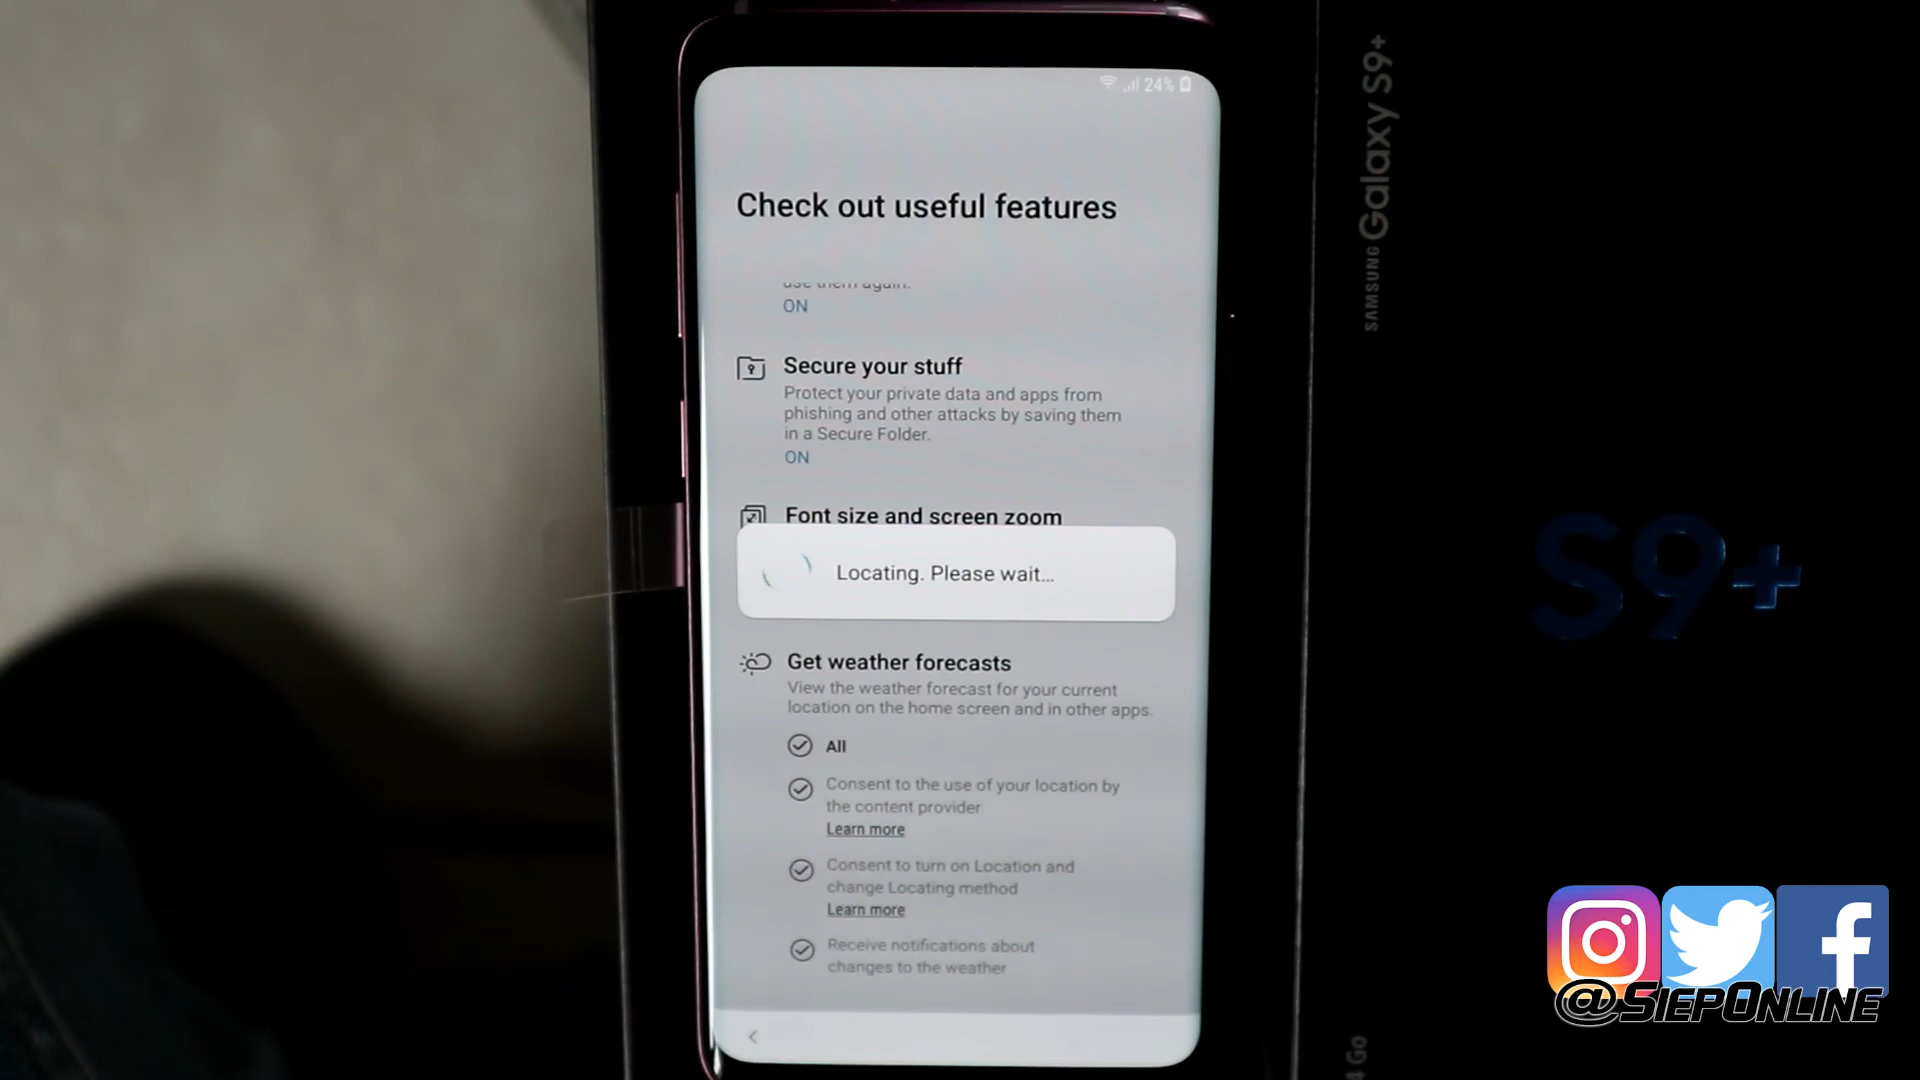 24%
Check out useful features
use them again.
ON
Secure your stuff
Protect your private data and apps from
phishing and other attacks by saving them
in a Secure Folder.
ON
Font size and screen zoom
Locating. Please wait...
Get weather forecasts
View the weather forecast for your current
location on the home screen and in other apps.
All
Consent to the use of your location by
the content provider
Learn more
Consent to turn on Location and
change Locating method
Learn more
Receive notifications about
changes to the weather
SAMSUNG Galaxy S9+
S9+
@SiepOnline